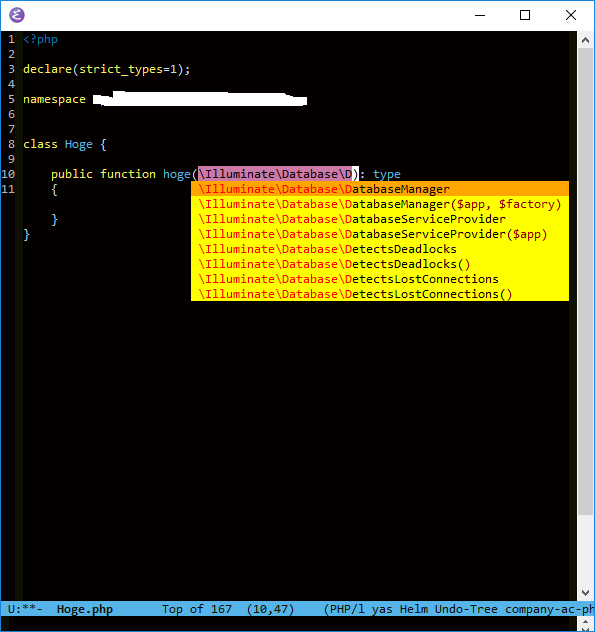 1 <?php
2
3 declare(strict_types=1);
4
5 namespace
6
7
8 class Hoge {
9
10 public function hoge(\Illuminate\Database\D): type
11 {
\Illuminate\Database\DatabaseManager
\Illuminate\Database\DatabaseManager($app, $factory)
\Illuminate\Database\DatabaseServiceProvider
}
\Illuminate\Database\DatabaseServiceProvider($app)
}
\Illuminate\Database\DetectsDeadlocks
\Illuminate\Database\DetectsDeadlocks()
\Illuminate\Database\DetectsLostConnections
\Illuminate\Database\DetectsLostConnections()
U:**- Hoge.php Top of 167 (10,47) (PHP/l yas Helm Undo-Tree company-ac-ph